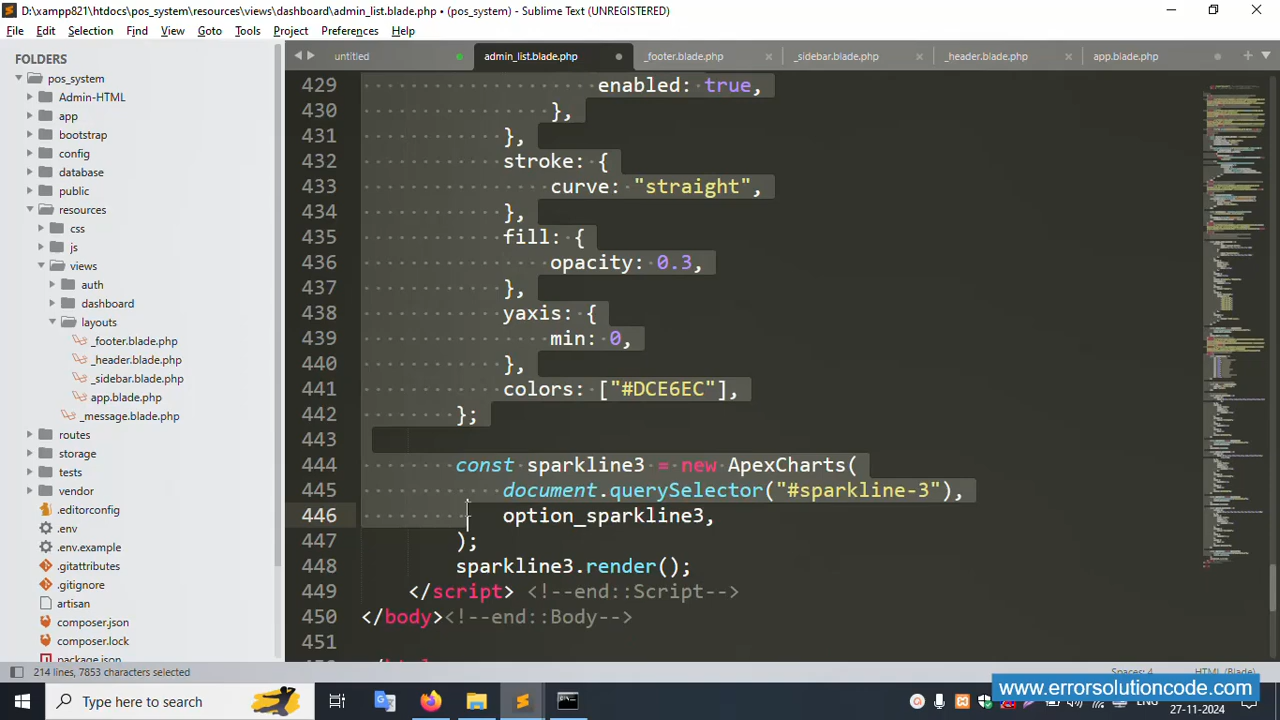 D:\xampp821\htdocs\pos_system\resources\views\dashboard\admin_list.blade.php • (pos_system) - Sublime Text (UNREGISTERED)
File Edit Selection Find View Goto Tools Project Preferences Help
FOLDERS
pos_system
Admin-HTML
app
bootstrap
config
database
public
resources
css
js
views
auth
dashboard
layouts
_footer.blade.php
_header.blade.php
_sidebar.blade.php
app.blade.php
_message.blade.php
routes
storage
tests
vendor
.editorconfig
.env
.env.example
.gitattributes
.gitignore
artisan
composer.json
composer.lock
package.json
untitled
admin_list.blade.php
_footer.blade.php
_sidebar.blade.php
_header.blade.php
app.blade.php
429 enabled: true,
430 },
431 },
432 stroke: {
433 curve: "straight",
434 },
435 fill: {
436 opacity: 0.3,
437 },
438 yaxis: {
439 min: 0,
440 },
441 colors: ["#DCE6EC"],
442 };
443
444 const sparkline3 = new ApexCharts(
445 document.querySelector("#sparkline-3"),
446 option_sparkline3,
447 );
448 sparkline3.render();
449 </script> <!--end::Script-->
450 </body><!--end::Body-->
451
214 lines, 7853 characters selected
Spaces: 4
HTML (Blade)
Type here to search
ENG
www.errorsolutioncode.com
27-11-2024